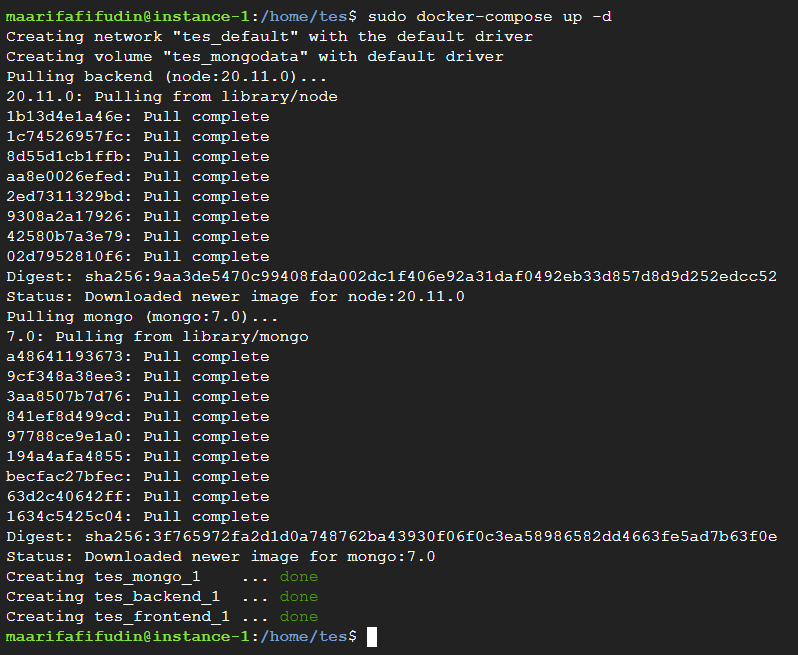 maarifafifudin@instance-1:/home/tes$ sudo docker-compose up -d
Creating network "tes_default" with the default driver
Creating volume "tes_mongodata" with default driver
Pulling backend (node:20.11.0)...
20.11.0: Pulling from library/node
1b13d4e1a46e: Pull complete
1c74526957fc: Pull complete
8d55d1cb1ffb: Pull complete
aa8e0026efed: Pull complete
2ed7311329bd: Pull complete
9308a2a17926: Pull complete
42580b7a3e79: Pull complete
02d7952810f6: Pull complete
Digest: sha256:9aa3de5470c99408fda002dc1f406e92a31daf0492eb33d857d8d9d252edcc52
Status: Downloaded newer image for node:20.11.0
Pulling mongo (mongo:7.0)...
7.0: Pulling from library/mongo
a48641193673: Pull complete
9cf348a38ee3: Pull complete
3aa8507b7d76: Pull complete
841ef8d499cd: Pull complete
97788ce9e1a0: Pull complete
194a4afa4855: Pull complete
becfac27bfec: Pull complete
63d2c40642ff: Pull complete
1634c5425c04: Pull complete
Digest: sha256:3f765972fa2d1d0a748762ba43930f06f0c3ea58986582dd4663fe5ad7b63f0e
Status: Downloaded newer image for mongo:7.0
Creating tes_mongo_1    ... done
Creating tes_backend_1  ... done
Creating tes_frontend_1 ... done
maarifafifudin@instance-1:/home/tes$